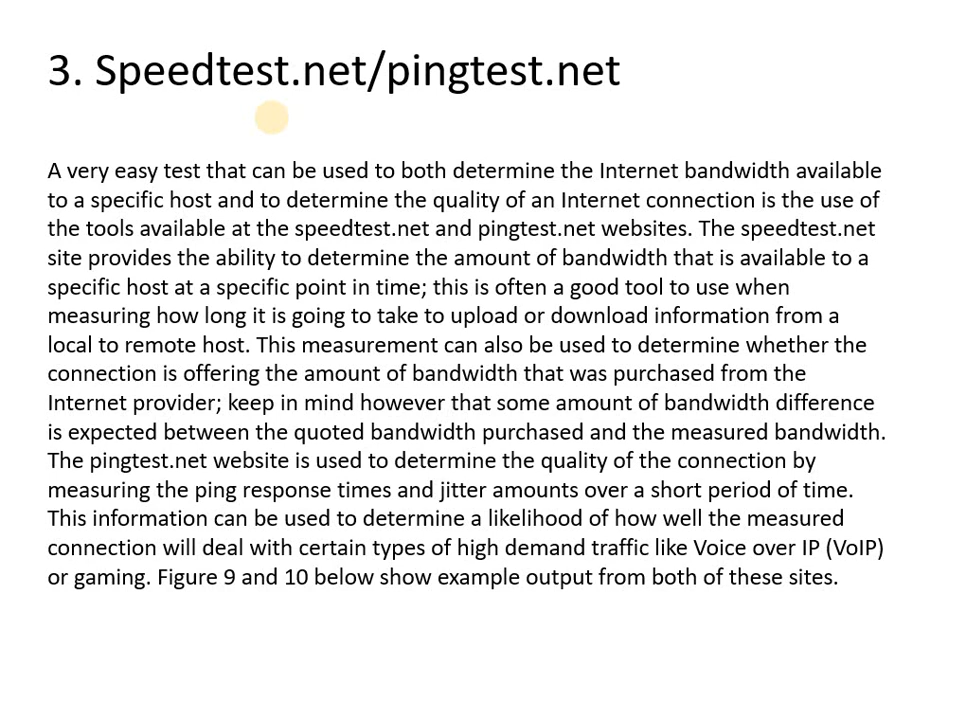 3. Speedtest.net/pingtest.net
A very easy test that can be used to both determine the Internet bandwidth available
to a specific host and to determine the quality of an Internet connection is the use of
the tools available at the speedtest.net and pingtest.net websites. The speedtest.net
site provides the ability to determine the amount of bandwidth that is available to a
specific host at a specific point in time; this is often a good tool to use when
measuring how long it is going to take to upload or download information from a
local to remote host. This measurement can also be used to determine whether the
connection is offering the amount of bandwidth that was purchased from the
Internet provider; keep in mind however that some amount of bandwidth difference
is expected between the quoted bandwidth purchased and the measured bandwidth.
The pingtest.net website is used to determine the quality of the connection by
measuring the ping response times and jitter amounts over a short period of time.
This information can be used to determine a likelihood of how well the measured
connection will deal with certain types of high demand traffic like Voice over IP (VoIP)
or gaming. Figure 9 and 10 below show example output from both of these sites.